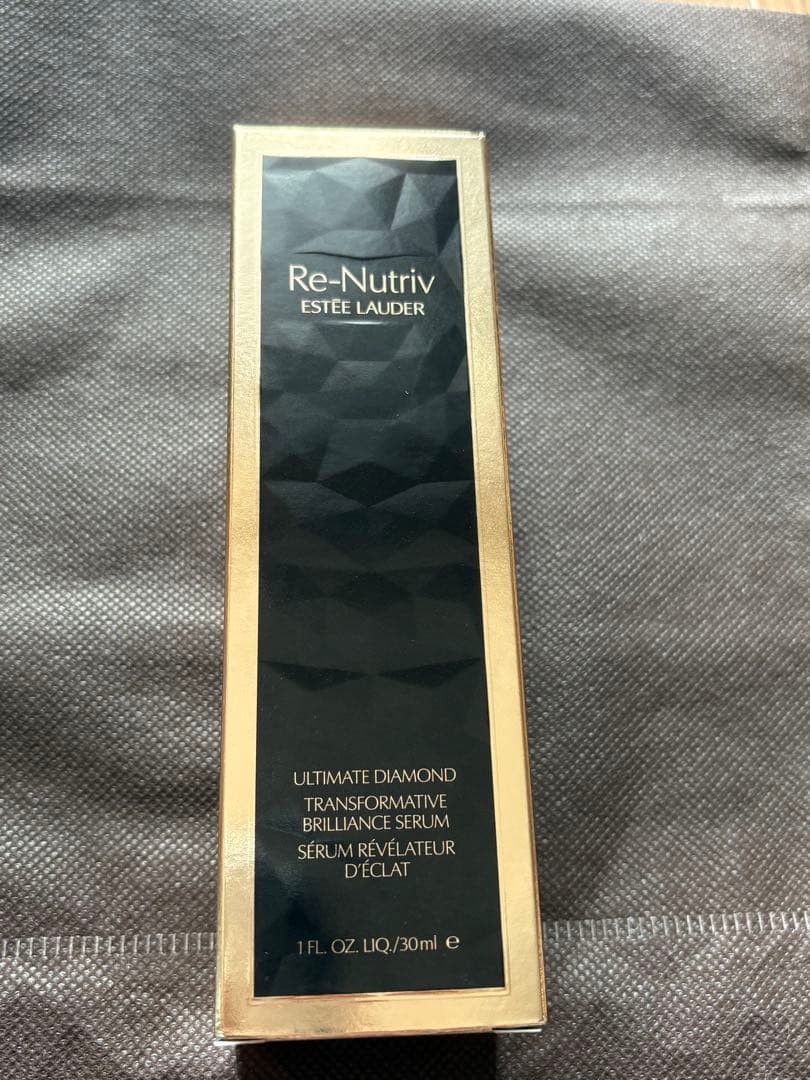 Re-Nutriv
ESTĒE LAUDER
ULTIMATE DIAMOND
TRANSFORMATIVE
BRILLIANCE SERUM
SÉRUM RÉVÉLATEUR
D'ÉCLAT
1 FL. OZ. LIQ./30ml ℮